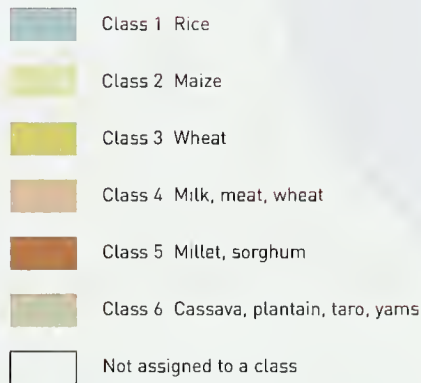 Class 1 Rice
Class 2 Maize
Class 3 Wheat
Class 4 Milk, meat, wheat
Class 5 Millet, sorghum
Class 6 Cassava, plantain, taro, yams
Not assigned to a class